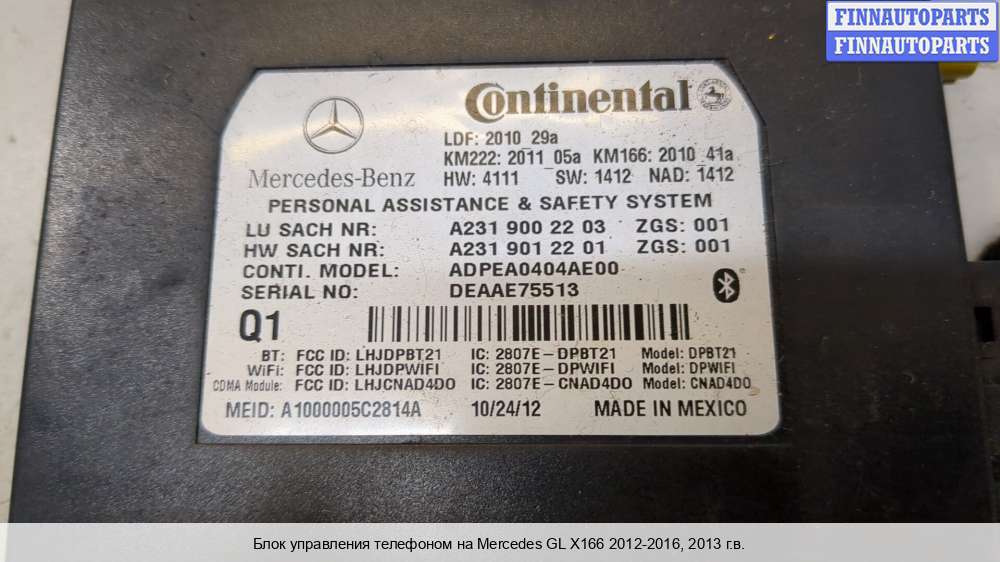 FINNAUTOPARTS
FINNAUTOPARTS
Continental
LDF: 2010_29a
KM222: 2011_05a KM166: 2010_41a
Mercedes-Benz
HW: 4111 SW: 1412 NAD: 1412
PERSONAL ASSISTANCE & SAFETY SYSTEM
LU SACH NR: A231 900 22 03 ZGS: 001
HW SACH NR: A231 901 22 01 ZGS: 001
CONTI. MODEL: ADPEA0404AE00
SERIAL NO: DEAAE75513
Q1
BT: FCC ID: LHJDPBT21 IC: 2807E-DPBT21 Model: DPBT21
WiFi: FCC ID: LHJDPWIFI IC: 2807E-DPWIFI Model: DPWIFI
CDMA Module: FCC ID: LHJCNAD4DO IC: 2807E-CNAD4DO Model: CNAD4DO
MEID: A1000005C2814A 10/24/12 MADE IN MEXICO
Блок управления телефоном на Mercedes GL X166 2012-2016, 2013 г.в.